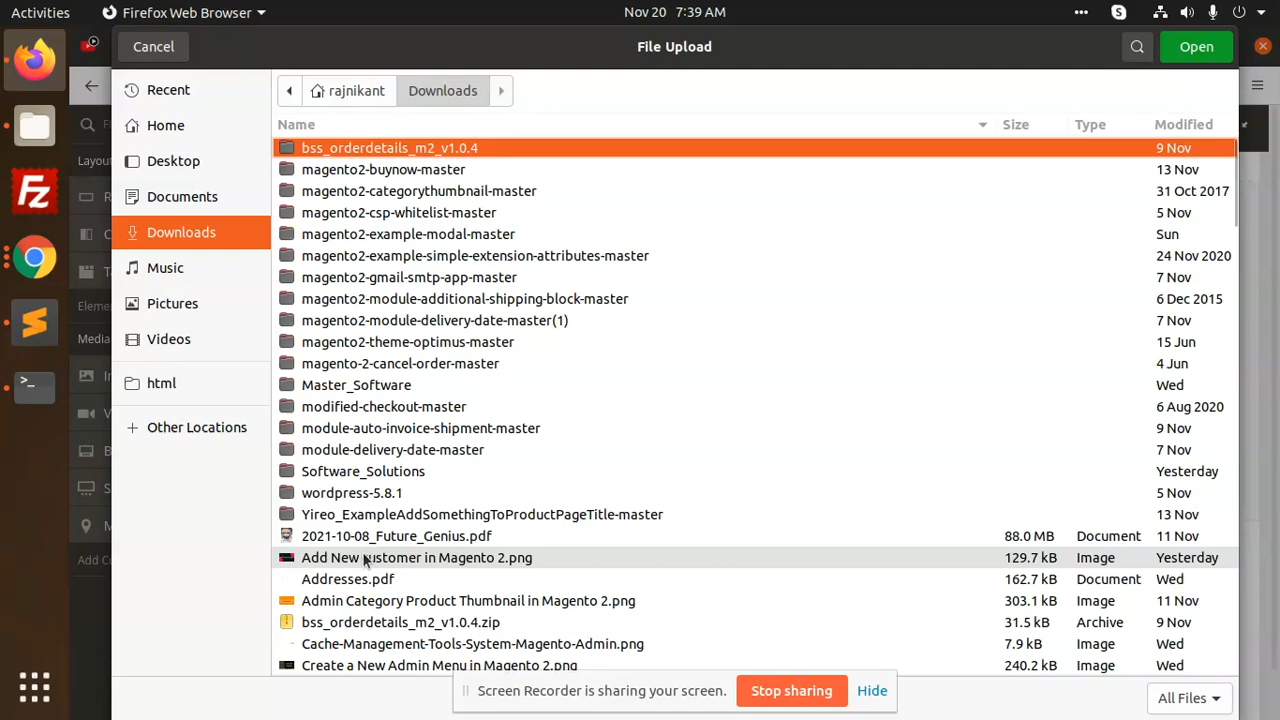 Activities
Firefox Web Browser
Nov 20 7:39 AM
Cancel
File Upload
Open
Recent
Home
Desktop
Documents
Downloads
Music
Pictures
Videos
html
Other Locations
rajnikant
Downloads
Name Size Type Modified
bss_orderdetails_m2_v1.0.4 9 Nov
magento2-buynow-master 13 Nov
magento2-categorythumbnail-master 31 Oct 2017
magento2-csp-whitelist-master 5 Nov
magento2-example-modal-master Sun
magento2-example-simple-extension-attributes-master 24 Nov 2020
magento2-gmail-smtp-app-master 7 Nov
magento2-module-additional-shipping-block-master 6 Dec 2015
magento2-module-delivery-date-master(1) 7 Nov
magento2-theme-optimus-master 15 Jun
magento-2-cancel-order-master 4 Jun
Master_Software Wed
modified-checkout-master 6 Aug 2020
module-auto-invoice-shipment-master 9 Nov
module-delivery-date-master 7 Nov
Software_Solutions Yesterday
wordpress-5.8.1 5 Nov
Yireo_ExampleAddSomethingToProductPageTitle-master 13 Nov
2021-10-08_Future_Genius.pdf 88.0 MB Document 11 Nov
Add New customer in Magento 2.png 129.7 kB Image Yesterday
Addresses.pdf 162.7 kB Document Wed
Admin Category Product Thumbnail in Magento 2.png 303.1 kB Image 11 Nov
bss_orderdetails_m2_v1.0.4.zip 31.5 kB Archive 9 Nov
Cache-Management-Tools-System-Magento-Admin.png 7.9 kB Image Wed
Create a New Admin Menu in Magento 2.png 240.2 kB Image Wed
Screen Recorder is sharing your screen.
Stop sharing
Hide
All Files
Layou
Eleme
Media
Add C